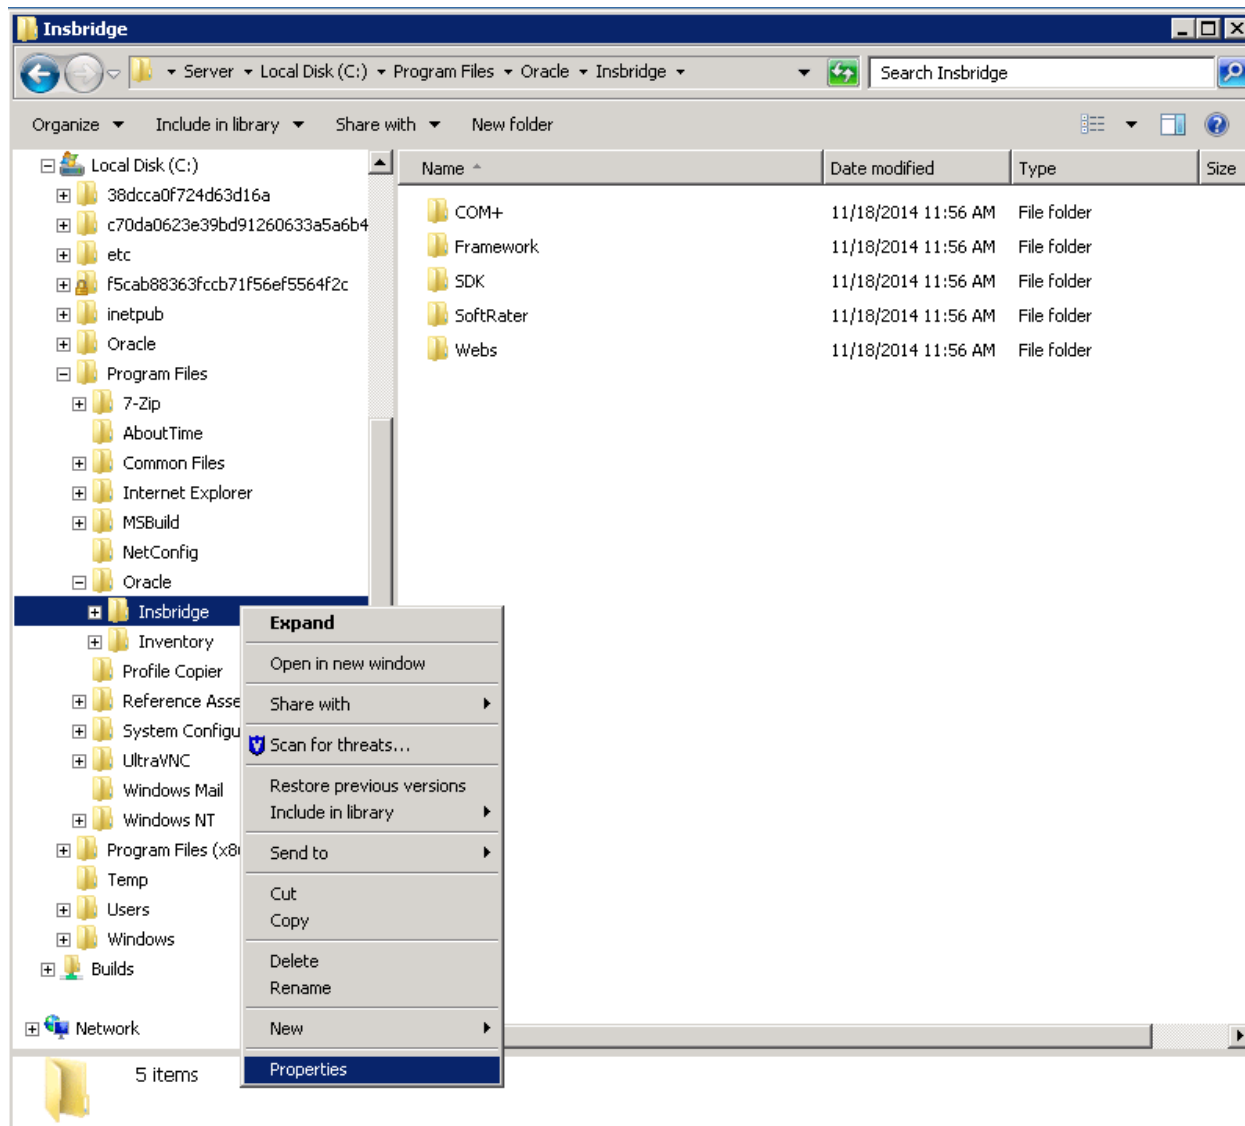 Insbridge
Server Local Disk (C:) Program Files Oracle Insbridge
Search Insbridge
Organize Include in library Share with New folder
Name Date modified Type Size
Local Disk (C:)
38dcca0f724d63d16a
c70da0623e39bd91260633a5a6b4
etc
f5cab88363fccb71f56ef5564f2c
inetpub
Oracle
Program Files
7-Zip
AboutTime
Common Files
Internet Explorer
MSBuild
NetConfig
Oracle
Insbridge
Inventory
Profile Copier
Reference Asse
System Configu
UltraVNC
Windows Mail
Windows NT
Program Files (x8
Temp
Users
Windows
Builds
Network
COM+ 11/18/2014 11:56 AM File folder
Framework 11/18/2014 11:56 AM File folder
SDK 11/18/2014 11:56 AM File folder
SoftRater 11/18/2014 11:56 AM File folder
Webs 11/18/2014 11:56 AM File folder
Expand
Open in new window
Share with
Scan for threats...
Restore previous versions
Include in library
Send to
Cut
Copy
Delete
Rename
New
Properties
5 items